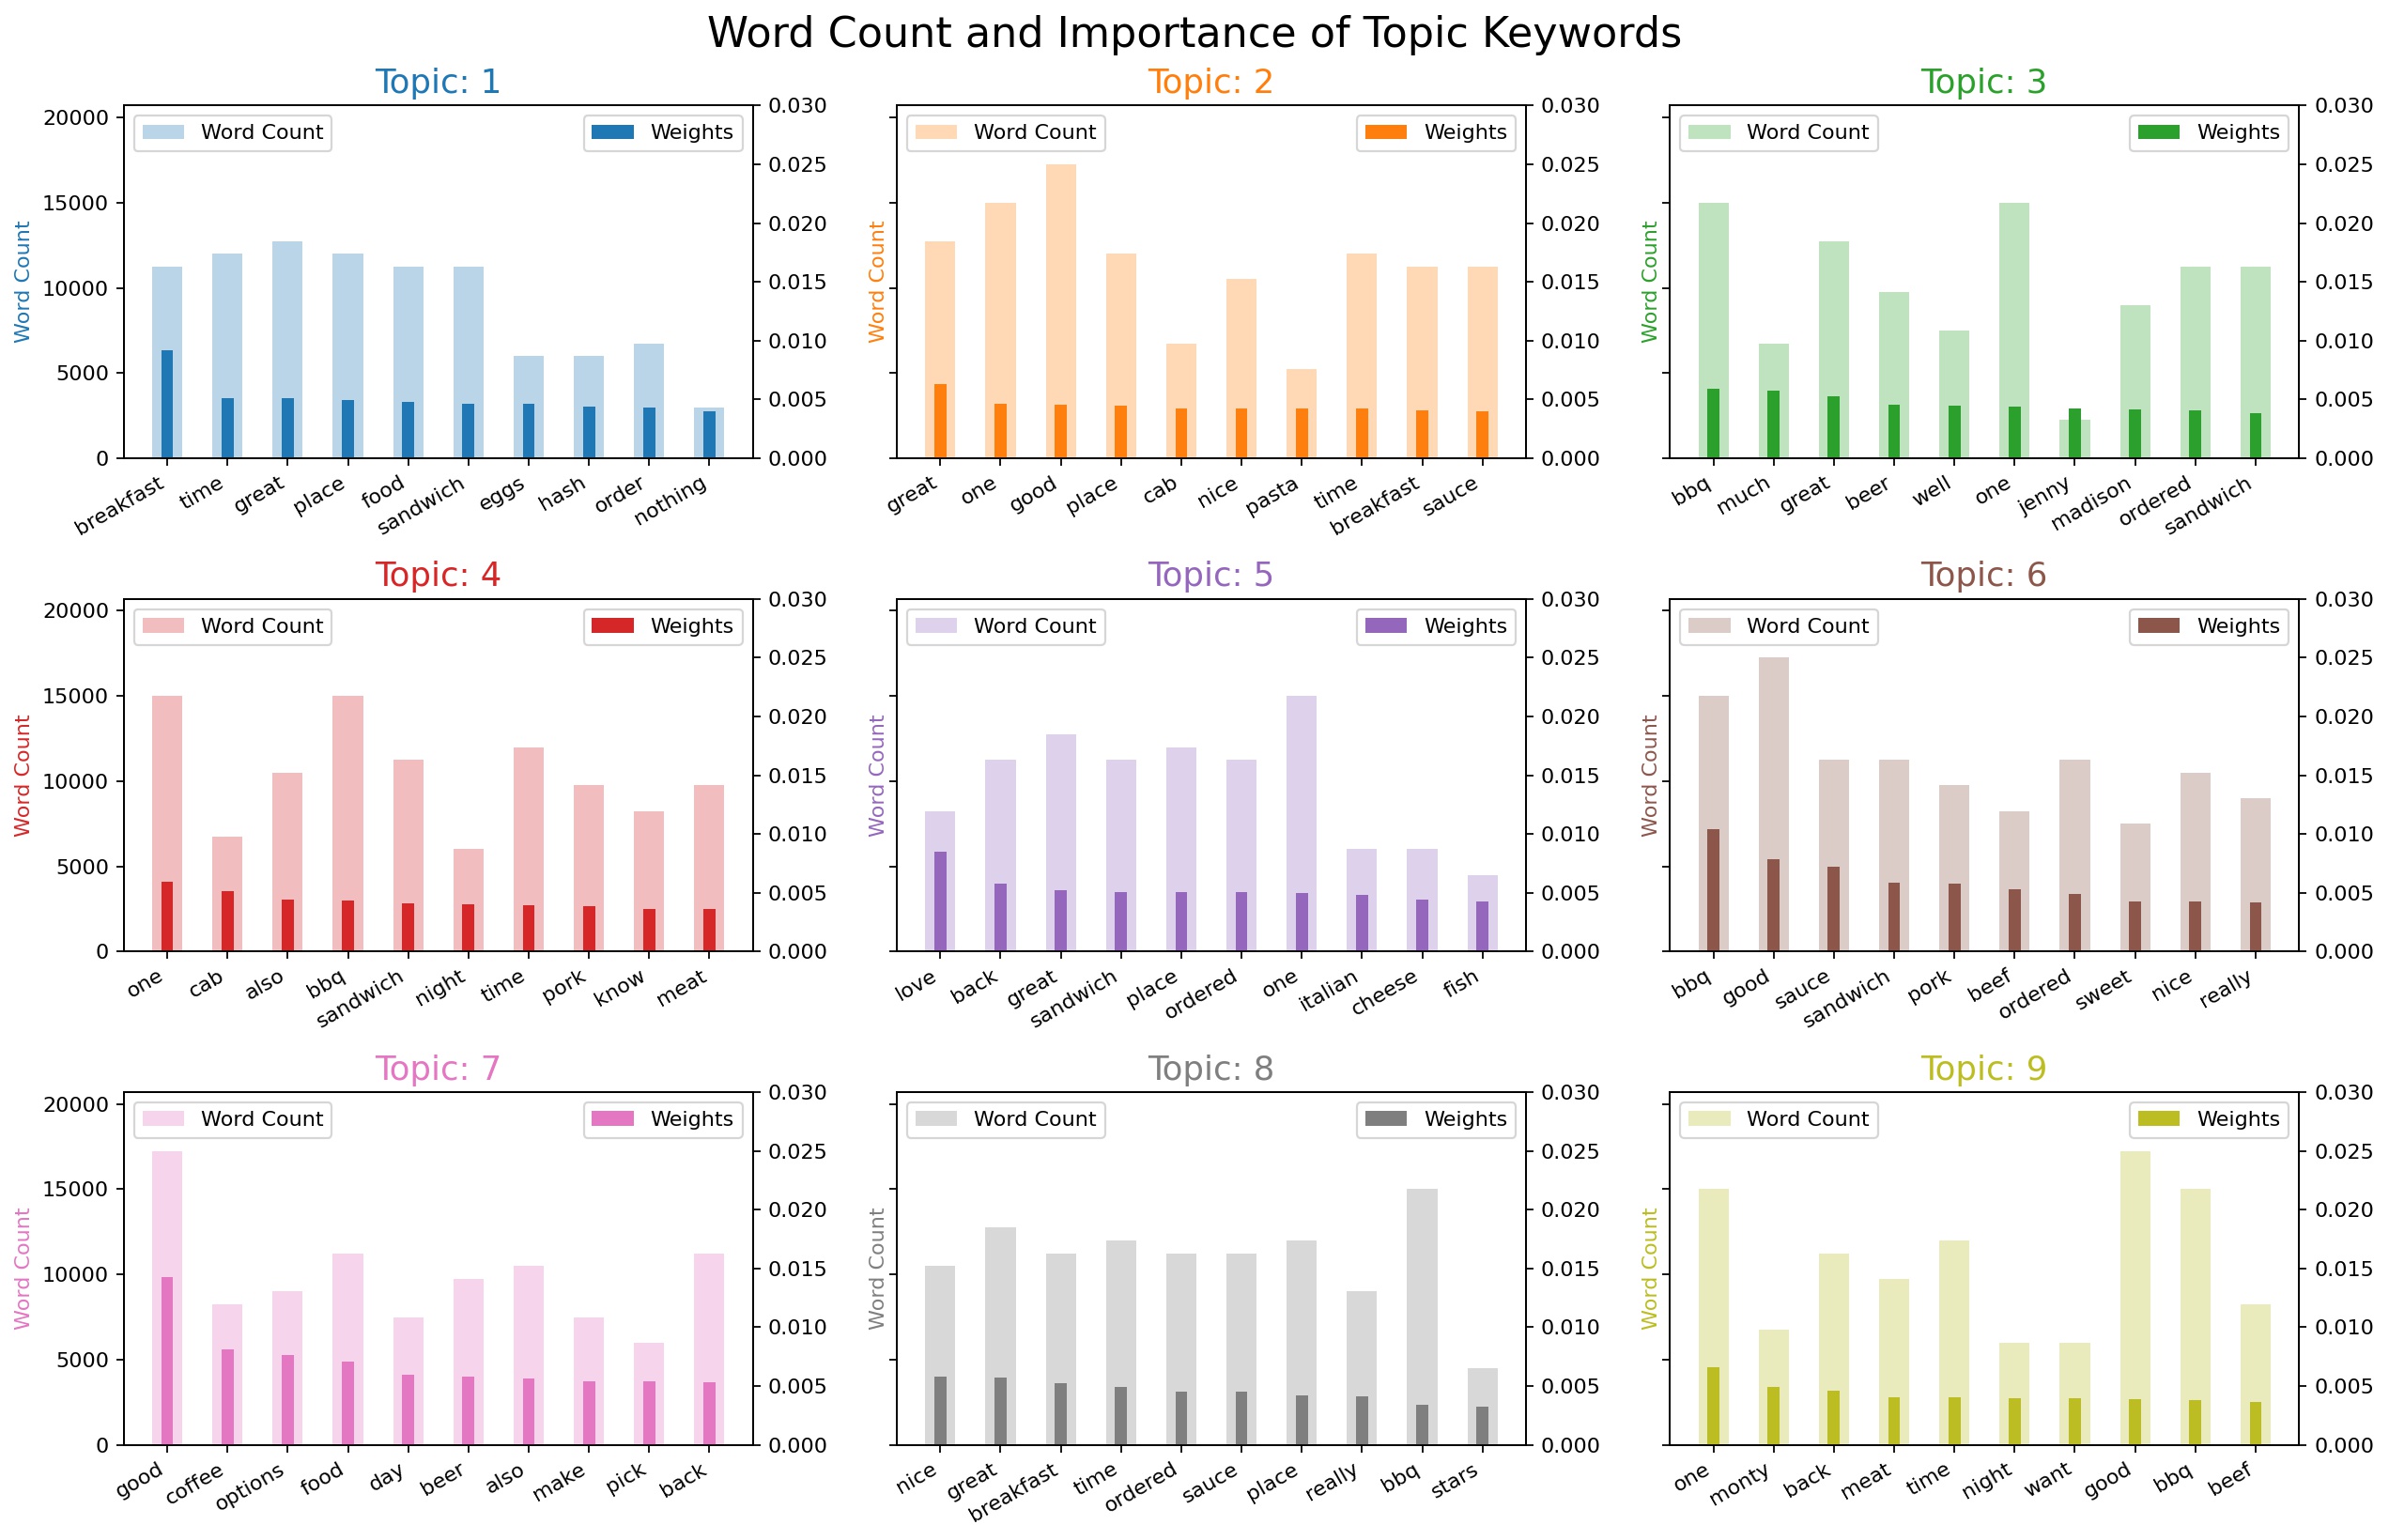 Word Count and Importance of Topic Keywords
Topic: 1
Word Count
Weights
Word Count
20000
15000
10000
5000
0
0.030
0.025
0.020
0.015
0.010
0.005
0.000
breakfast time great place food sandwich eggs hash order nothing
Topic: 2
Word Count
Weights
Word Count
0.030
0.025
0.020
0.015
0.010
0.005
0.000
great one good place cab nice pasta time breakfast sauce
Topic: 3
Word Count
Weights
Word Count
0.030
0.025
0.020
0.015
0.010
0.005
0.000
bbq much great beer well one jenny madison ordered sandwich
Topic: 4
Word Count
Weights
Word Count
20000
15000
10000
5000
0
0.030
0.025
0.020
0.015
0.010
0.005
0.000
one cab also bbq sandwich night time pork know meat
Topic: 5
Word Count
Weights
Word Count
0.030
0.025
0.020
0.015
0.010
0.005
0.000
love back great sandwich place ordered one italian cheese fish
Topic: 6
Word Count
Weights
Word Count
0.030
0.025
0.020
0.015
0.010
0.005
0.000
bbq good sauce sandwich pork beef ordered sweet nice really
Topic: 7
Word Count
Weights
Word Count
20000
15000
10000
5000
0
0.030
0.025
0.020
0.015
0.010
0.005
0.000
good coffee options food day beer also make pick back
Topic: 8
Word Count
Weights
Word Count
0.030
0.025
0.020
0.015
0.010
0.005
0.000
nice great breakfast time ordered sauce place really bbq stars
Topic: 9
Word Count
Weights
Word Count
0.030
0.025
0.020
0.015
0.010
0.005
0.000
one monty back meat time night want good bbq beef